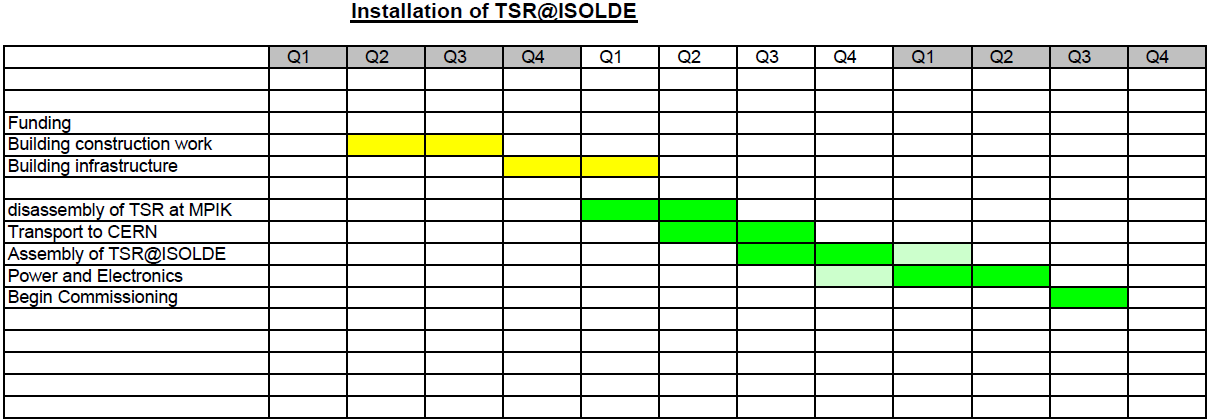 Installation of TSR@ISOLDE
Q1 Q2 Q3 Q4 Q1 Q2 Q3 Q4 Q1 Q2 Q3 Q4
Funding
Building construction work
Building infrastructure
disassembly of TSR at MPIK
Transport to CERN
Assembly of TSR@ISOLDE
Power and Electronics
Begin Commissioning